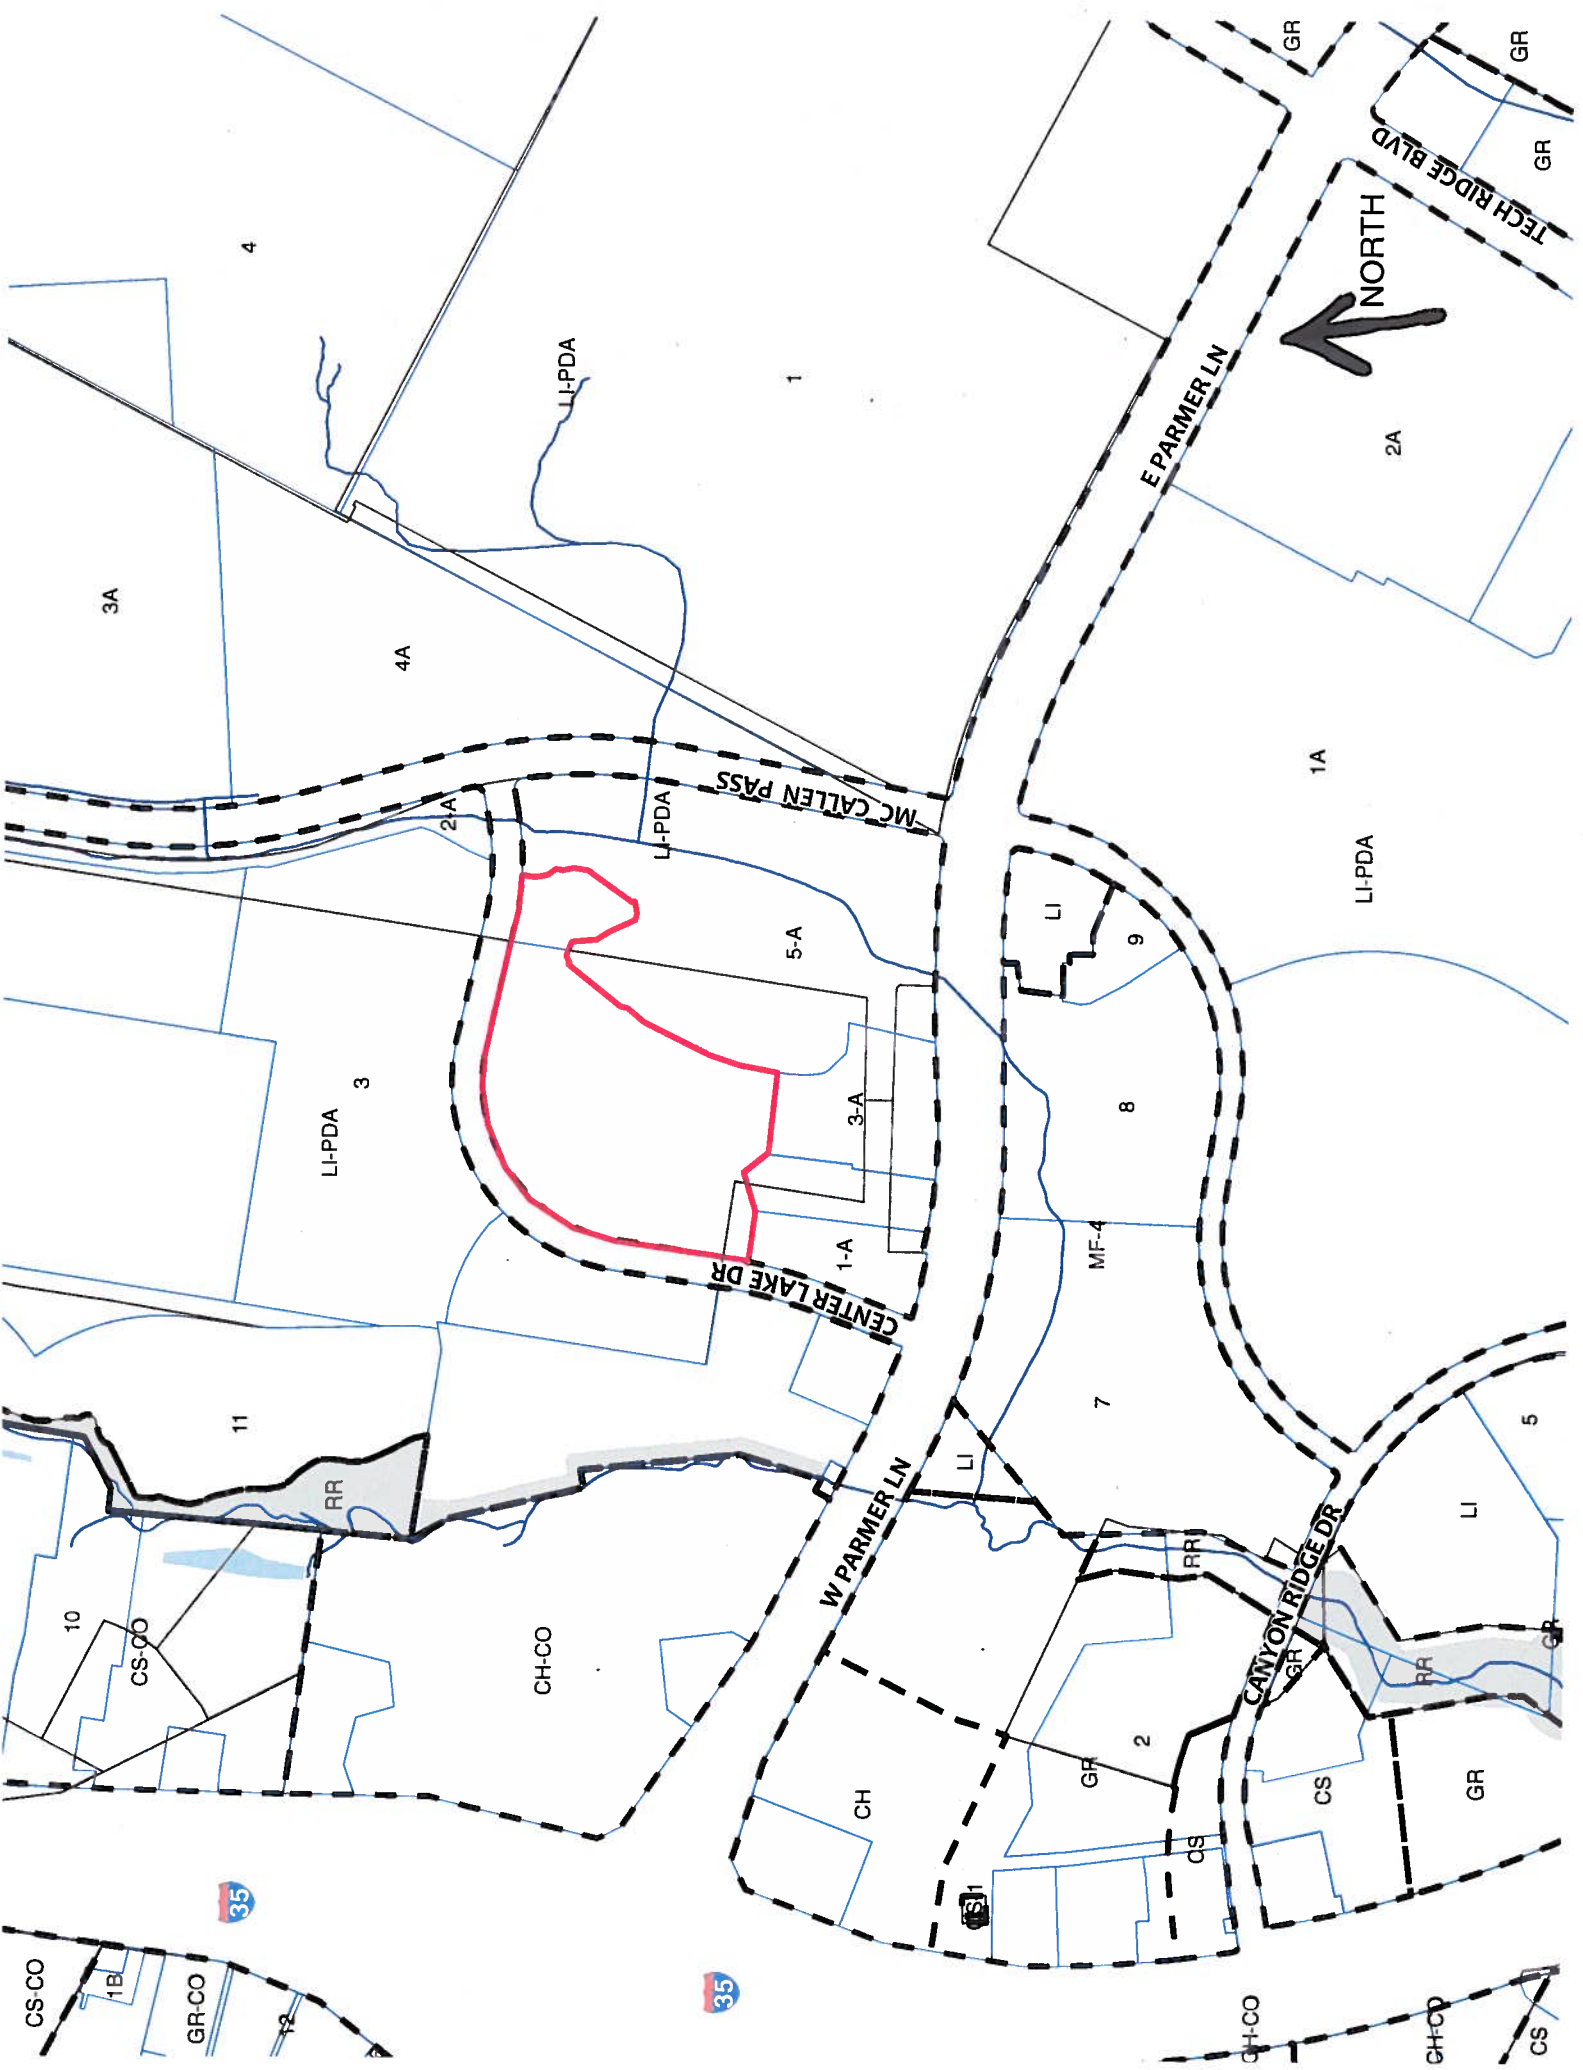 GR
GR
GR
TECH RIDGE BLVD
NORTH
4
LI-PDA
1
E PARMER LN
2A
3A
4A
2-A
MC CALLEN PASS
LI-PDA
1A
LI-PDA
5-A
LI
9
3
LI-PDA
3-A
8
1-A
CENTER LAKE DR
MF-4
7
11
RR
LI
5
W PARMER LN
LI
RR
CANYON RIDGE DR
10
CS-CO
CH-CO
GR
RR
GR
2
GR
CH
CS
GR
CS
35
35
CS-CO
1B
GR-CO
12
CH-CO
CH-CO
CS